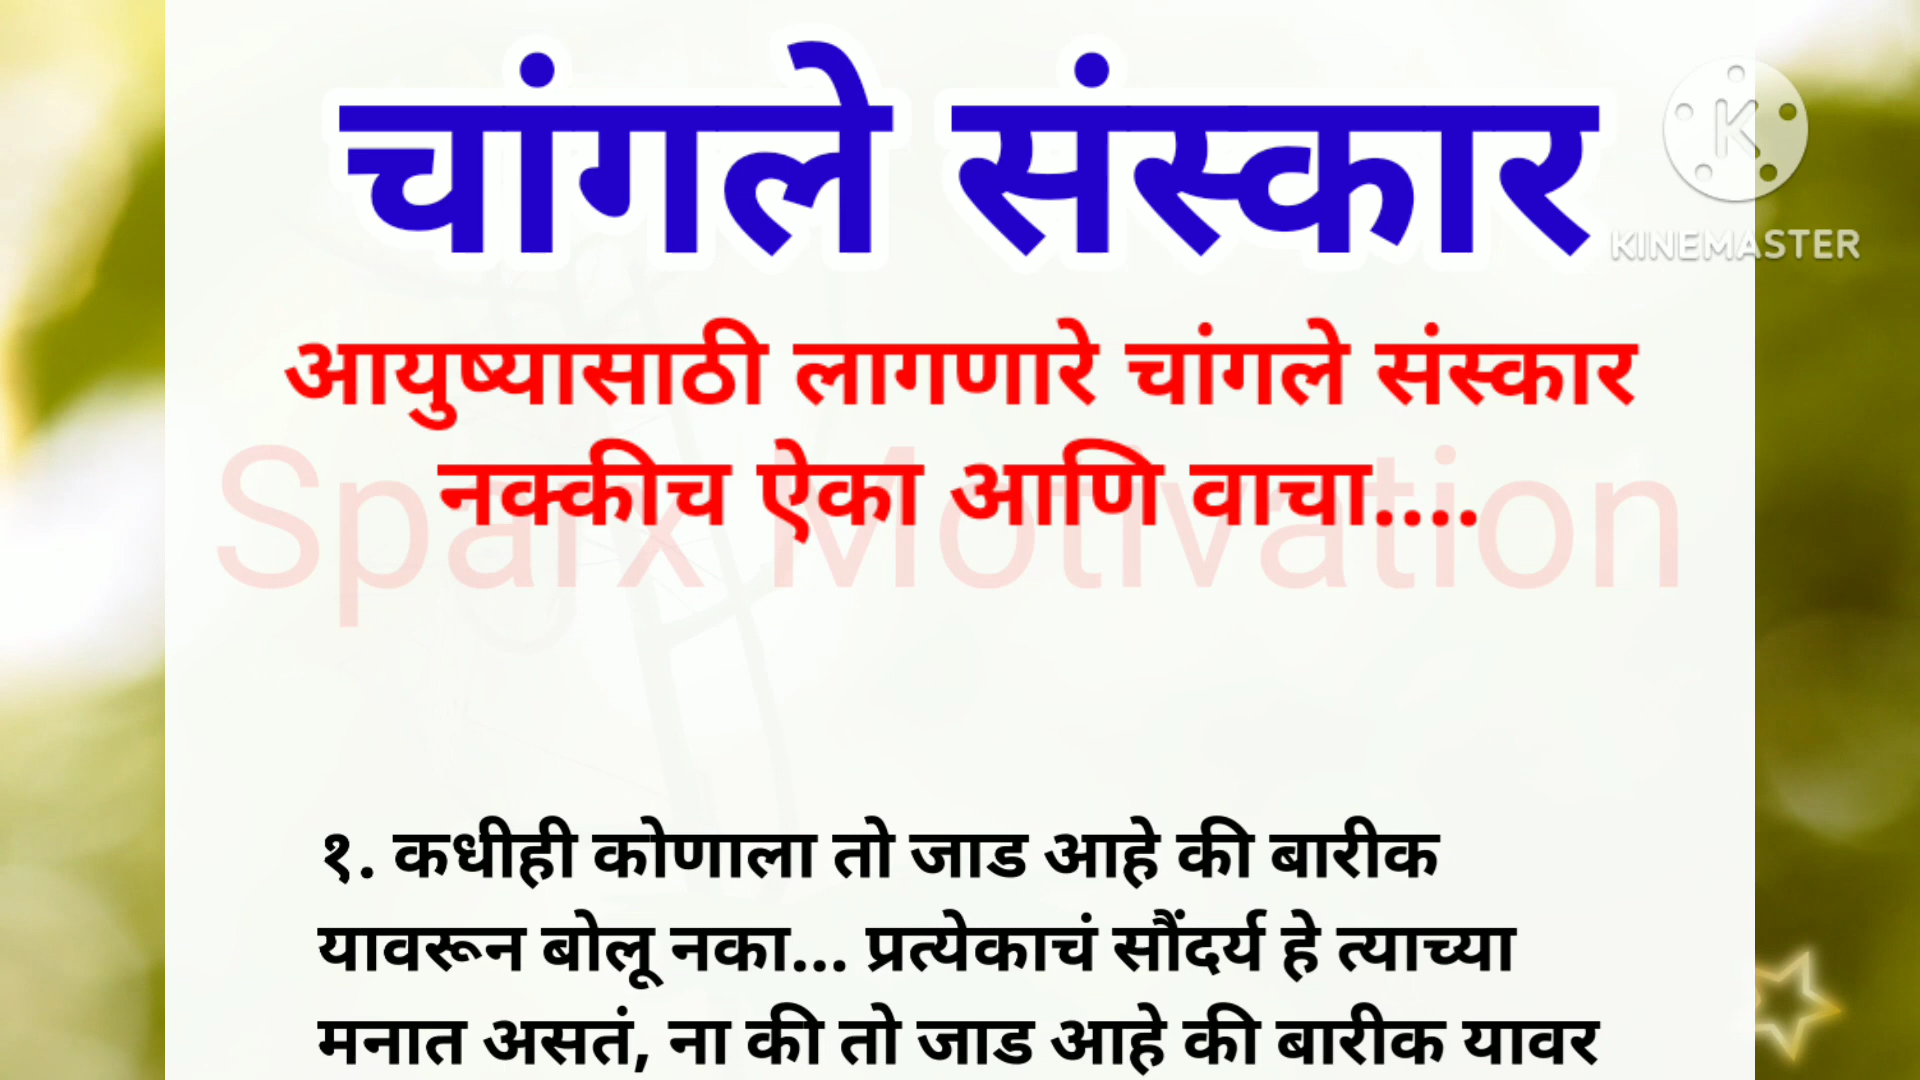 चांगले संस्कार
KINEMASTER
आयुष्यासाठी लागणारे चांगले संस्कार
नक्कीच ऐका आणि वाचा....
Sparx Motivation
१. कधीही कोणाला तो जाड आहे की बारीक
यावरून बोलू नका... प्रत्येकाचं सौंदर्य हे त्याच्या
मनात असतं, ना की तो जाड आहे की बारीक यावर